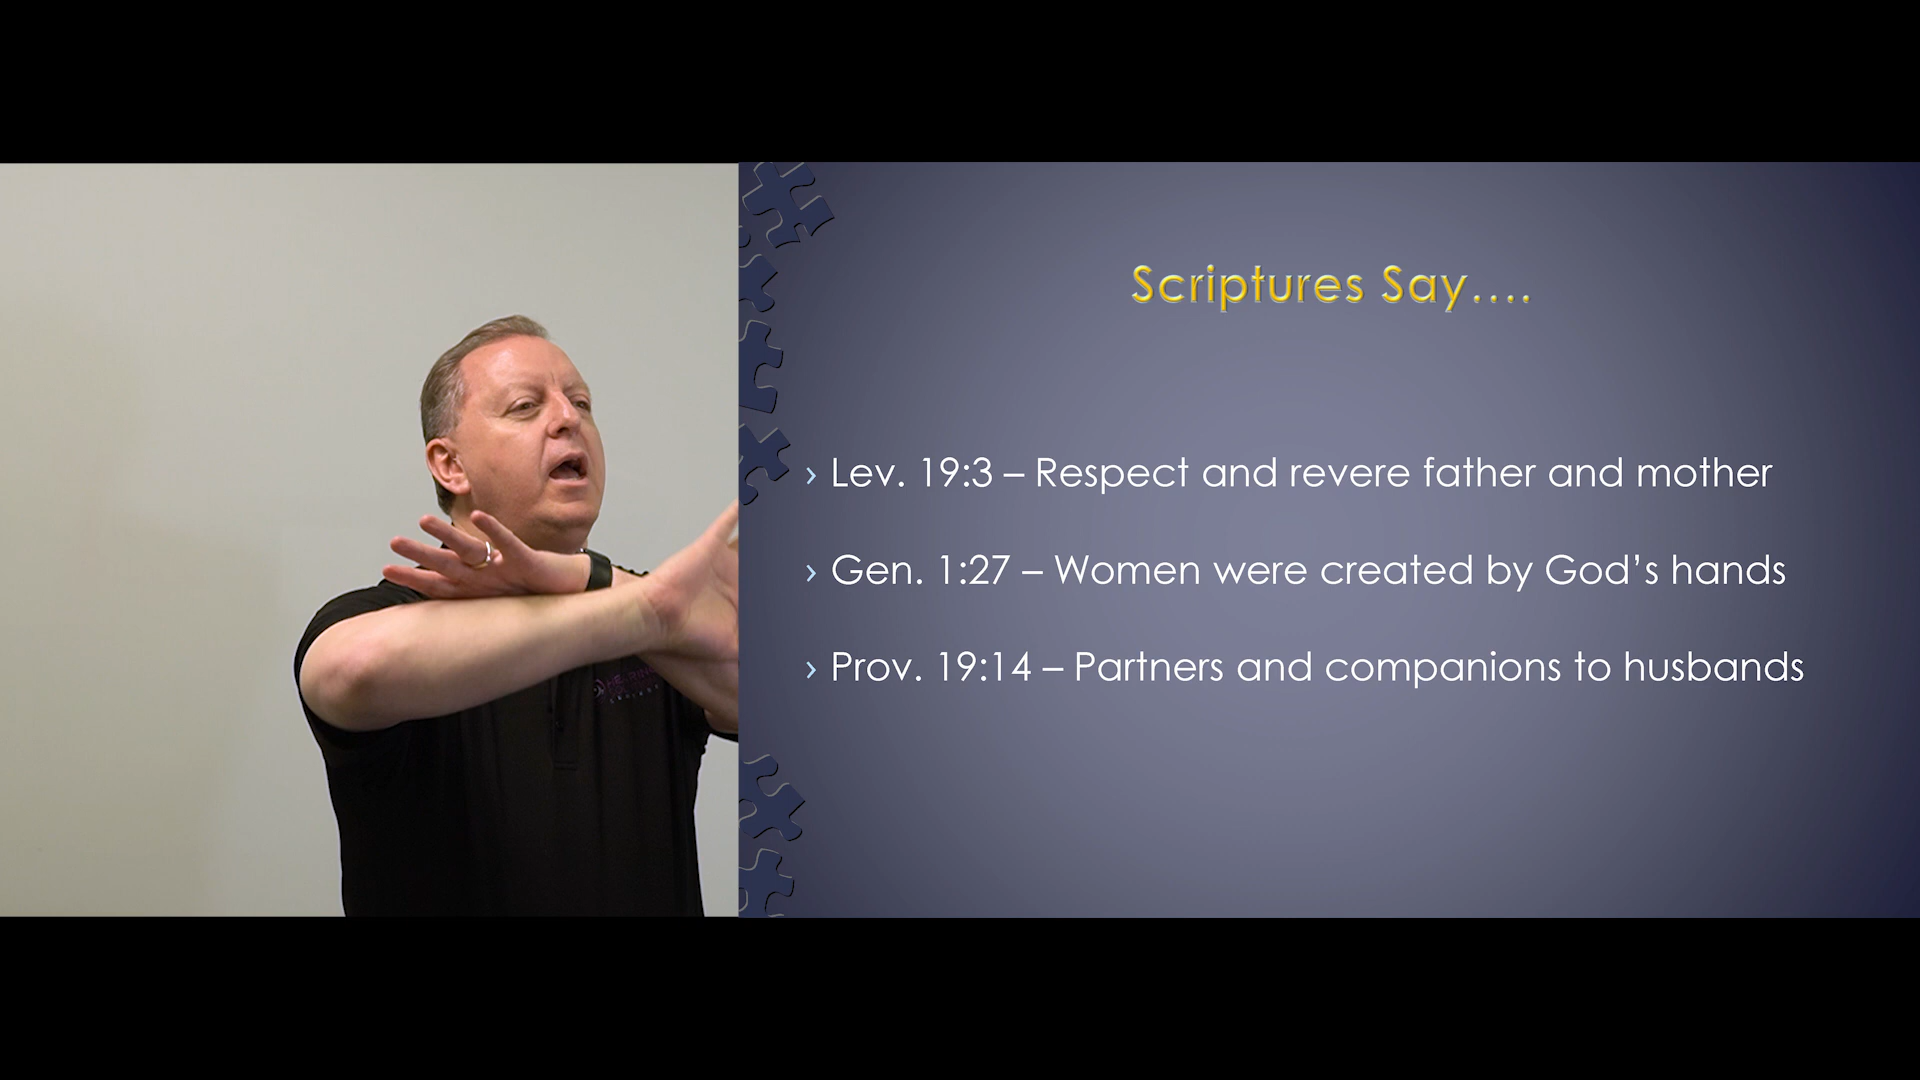 Scriptures Say....
› Lev. 19:3 – Respect and revere father and mother
› Gen. 1:27 – Women were created by God’s hands
› Prov. 19:14 – Partners and companions to husbands